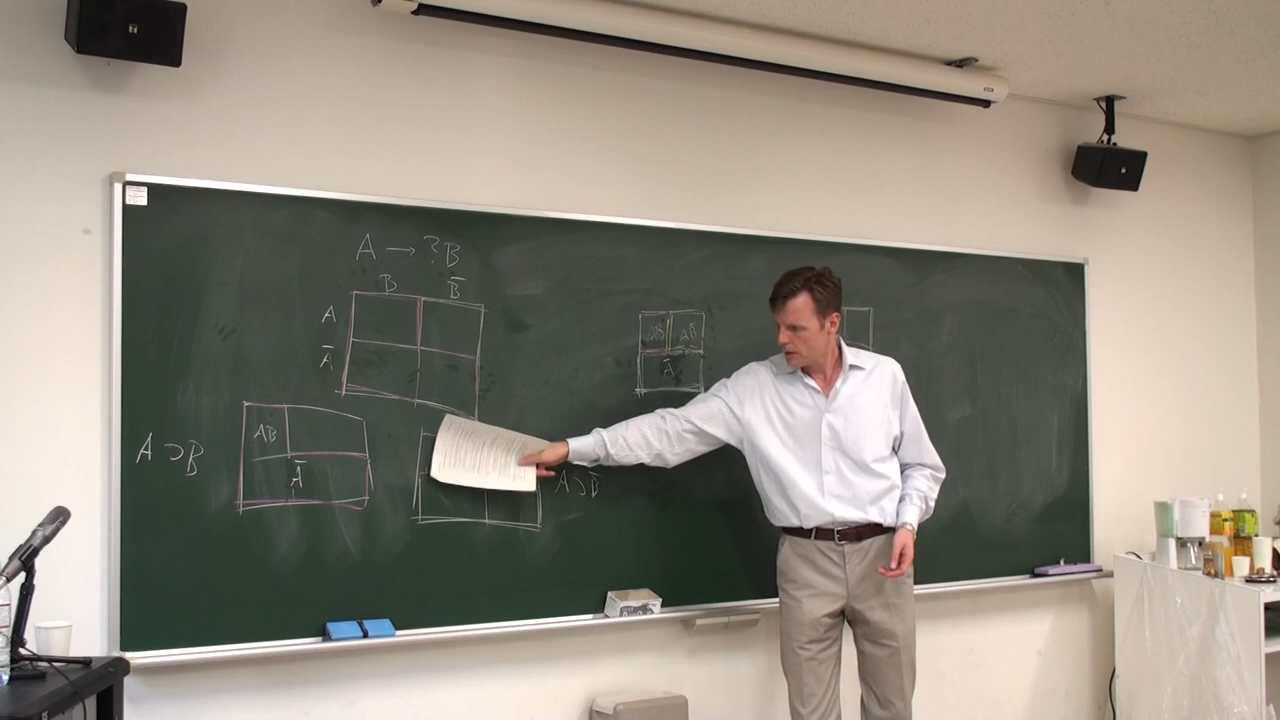 A → ? B
B B̅
A
A̅
AB AB̅
A̅
A ⊃ B
AB
A̅
A ⊃ B̅